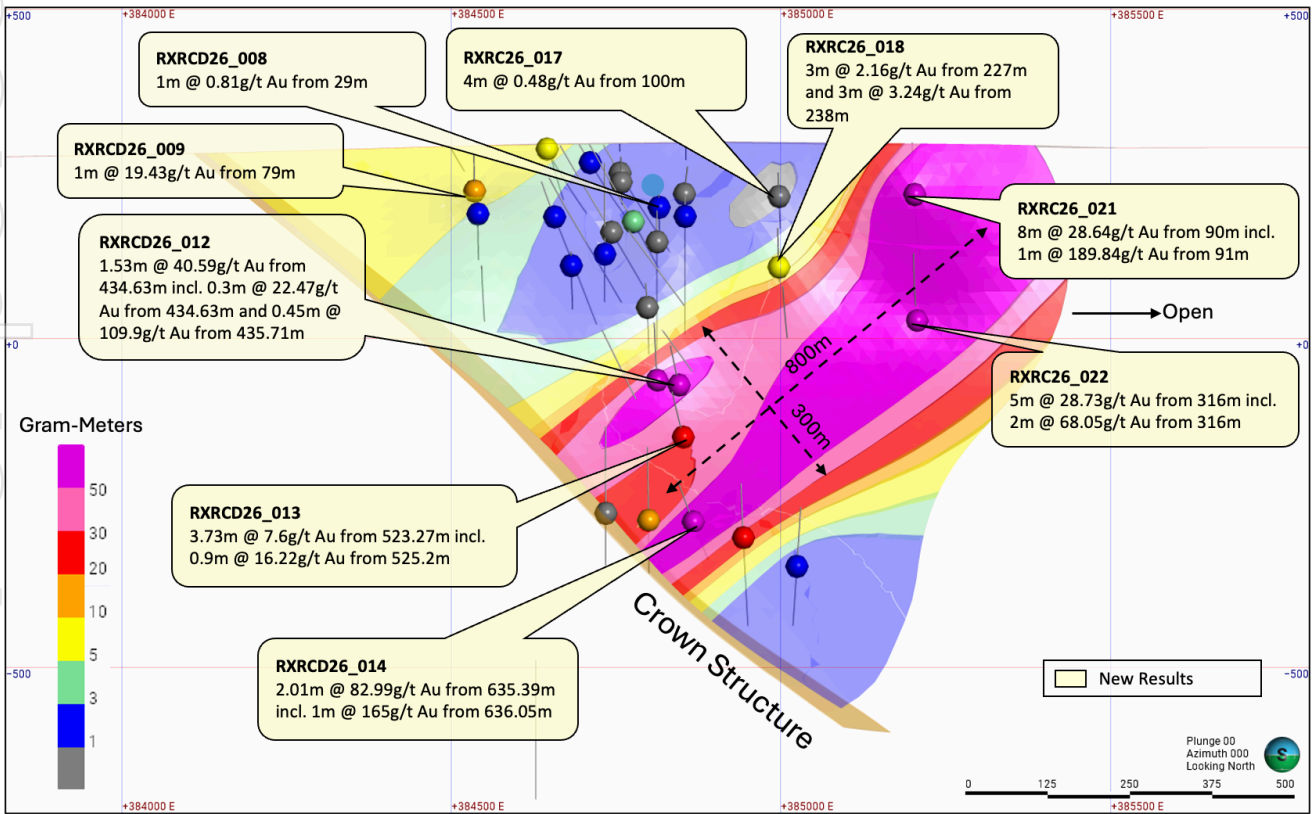 +500
+384000 E
+384500 E
+385000 E
+385500 E
+500
RXRCD26_008
1m @ 0.81g/t Au from 29m
RXRC26_017
4m @ 0.48g/t Au from 100m
RXRC26_018
3m @ 2.16g/t Au from 227m
and 3m @ 3.24g/t Au from
238m
RXRCD26_009
1m @ 19.43g/t Au from 79m
RXRC26_021
8m @ 28.64g/t Au from 90m incl.
1m @ 189.84g/t Au from 91m
RXRCD26_012
1.53m @ 40.59g/t Au from
434.63m incl. 0.3m @ 22.47g/t
Au from 434.63m and 0.45m @
109.9g/t Au from 435.71m
Open
+0
+0
800m
300m
RXRC26_022
5m @ 28.73g/t Au from 316m incl.
2m @ 68.05g/t Au from 316m
Gram-Meters
50
30
20
10
5
3
1
RXRCD26_013
3.73m @ 7.6g/t Au from 523.27m incl.
0.9m @ 16.22g/t Au from 525.2m
Crown Structure
RXRCD26_014
2.01m @ 82.99g/t Au from 635.39m
incl. 1m @ 165g/t Au from 636.05m
-500
-500
New Results
Plunge 00
Azimuth 000
Looking North
S
0 125 250 375 500
+384000 E
+384500 E
+385000 E
+385500 E